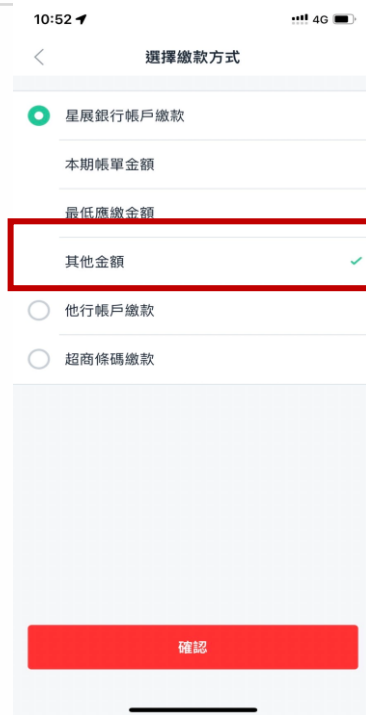 10:52 4G
選擇繳款方式
星展銀行帳戶繳款
本期帳單金額
最低應繳金額
其他金額
他行帳戶繳款
超商條碼繳款
確認